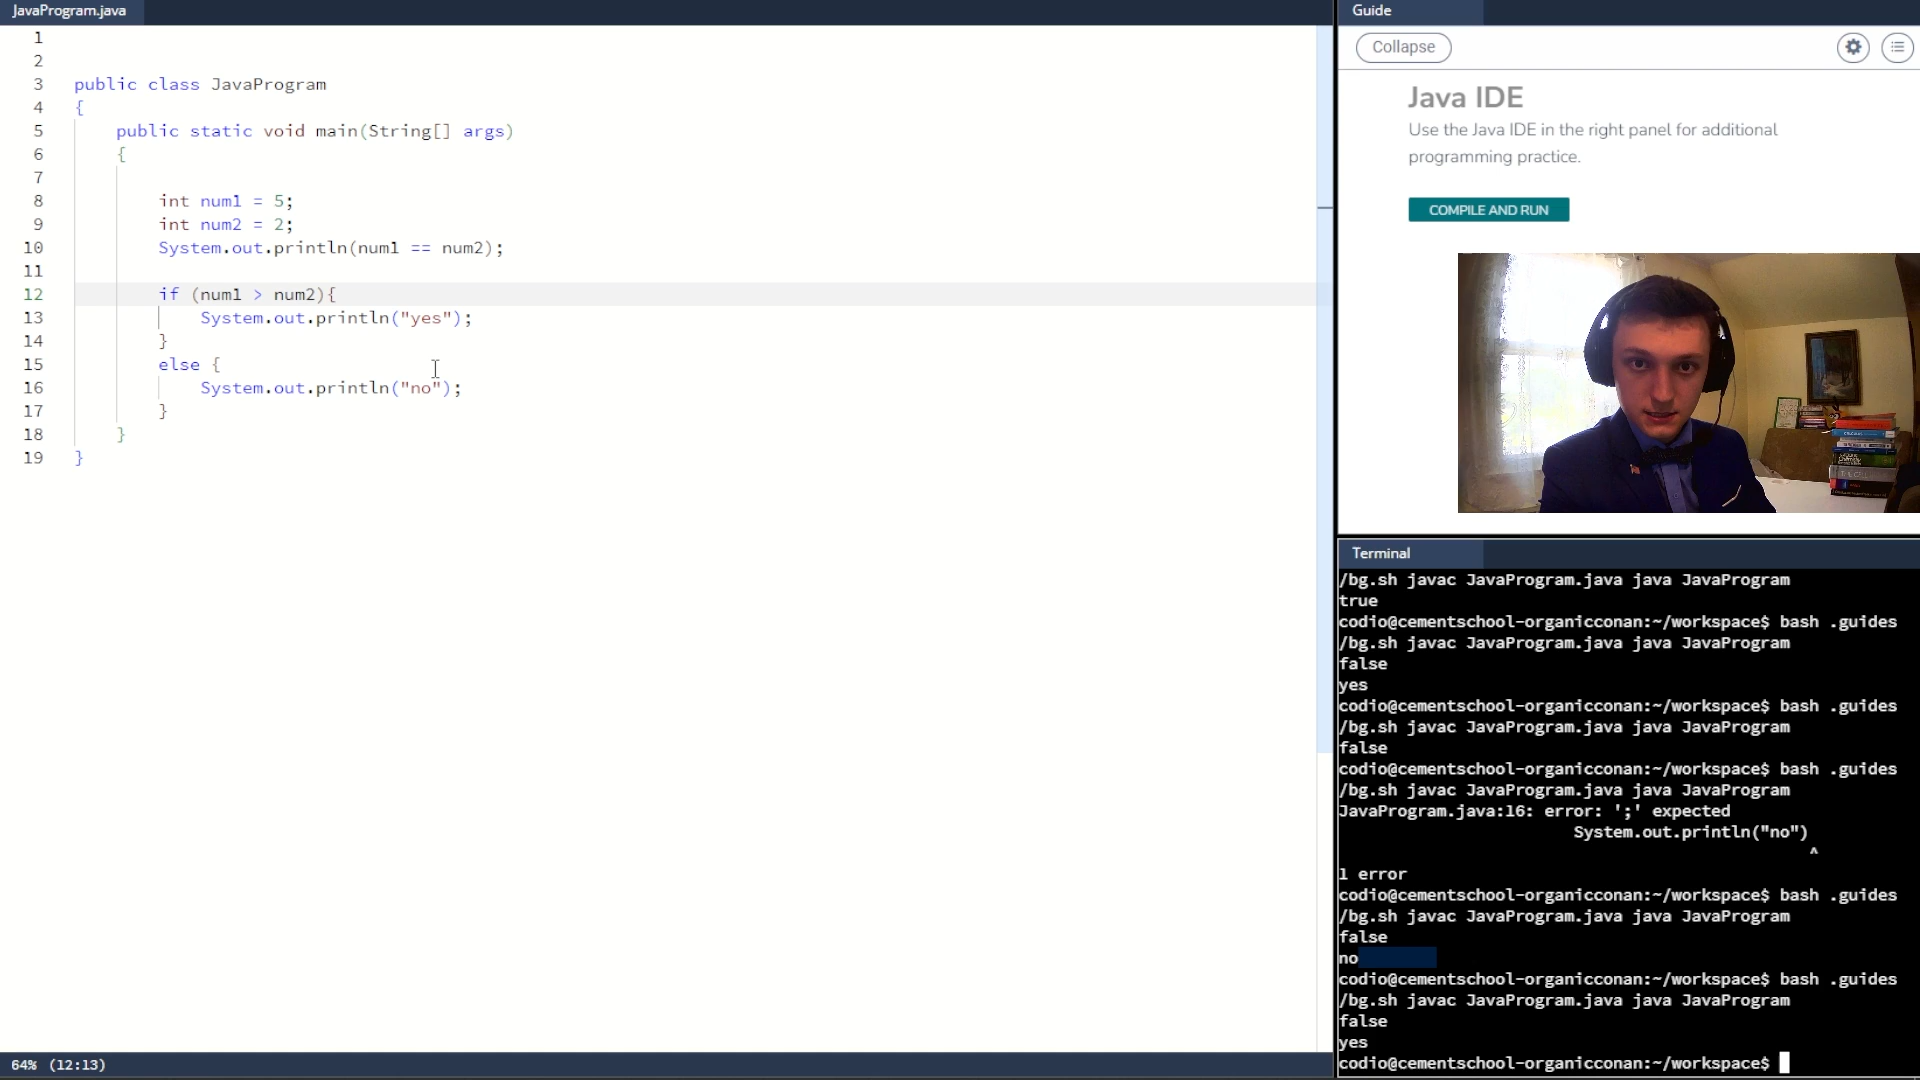 JavaProgram.java
1
2
3 public class JavaProgram
4 {
5 public static void main(String[] args)
6 {
7
8 int num1 = 5;
9 int num2 = 2;
10 System.out.println(num1 == num2);
11
12 if (num1 > num2){
13 System.out.println("yes");
14 }
15 else {
16 System.out.println("no");
17 }
18 }
19 }
64% (12:13)
Guide
Collapse
Java IDE
Use the Java IDE in the right panel for additional
programming practice.
COMPILE AND RUN
Terminal
/bg.sh javac JavaProgram.java java JavaProgram
true
codio@cementschool-organicconan:~/workspace$ bash .guides
/bg.sh javac JavaProgram.java java JavaProgram
false
yes
codio@cementschool-organicconan:~/workspace$ bash .guides
/bg.sh javac JavaProgram.java java JavaProgram
false
codio@cementschool-organicconan:~/workspace$ bash .guides
/bg.sh javac JavaProgram.java java JavaProgram
JavaProgram.java:16: error: ';' expected
System.out.println("no")
^
1 error
codio@cementschool-organicconan:~/workspace$ bash .guides
/bg.sh javac JavaProgram.java java JavaProgram
false
no
codio@cementschool-organicconan:~/workspace$ bash .guides
/bg.sh javac JavaProgram.java java JavaProgram
false
yes
codio@cementschool-organicconan:~/workspace$